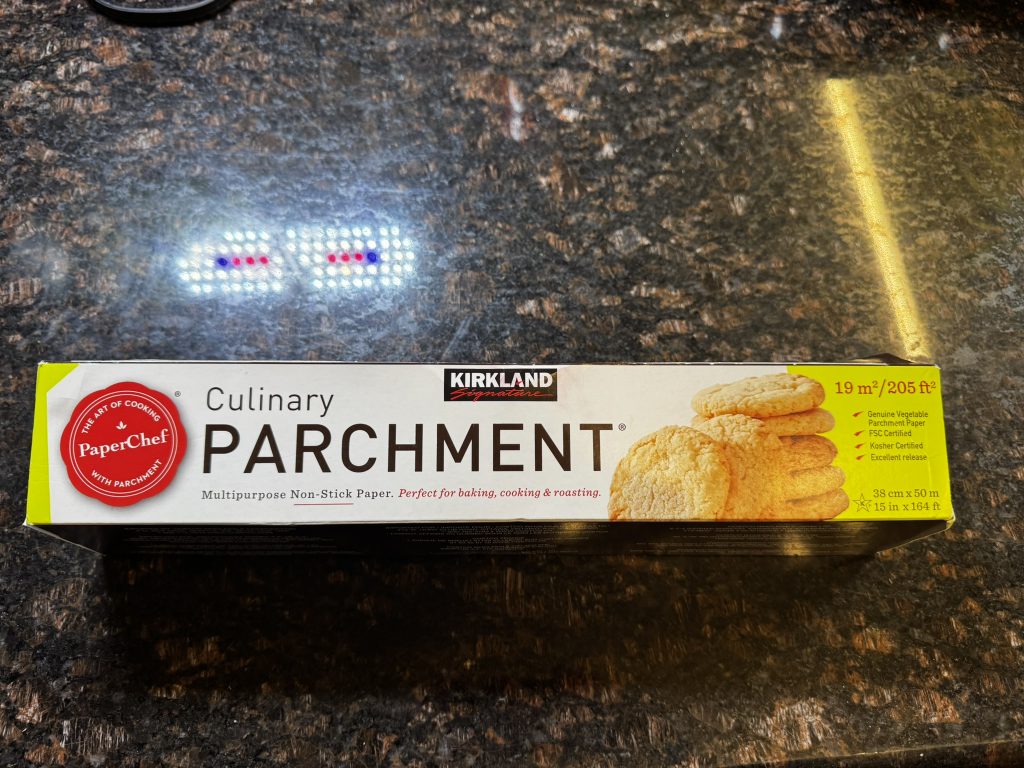 THE ART OF COOKING
PaperChef
WITH PARCHMENT
®
Culinary
PARCHMENT®
Multipurpose Non-Stick Paper. Perfect for baking, cooking & roasting.
KIRKLAND
Signature
19 m²/205 ft²
Genuine Vegetable
Parchment Paper
FSC Certified
Kosher Certified
Excellent release
38 cm x 50 m
15 in x 164 ft